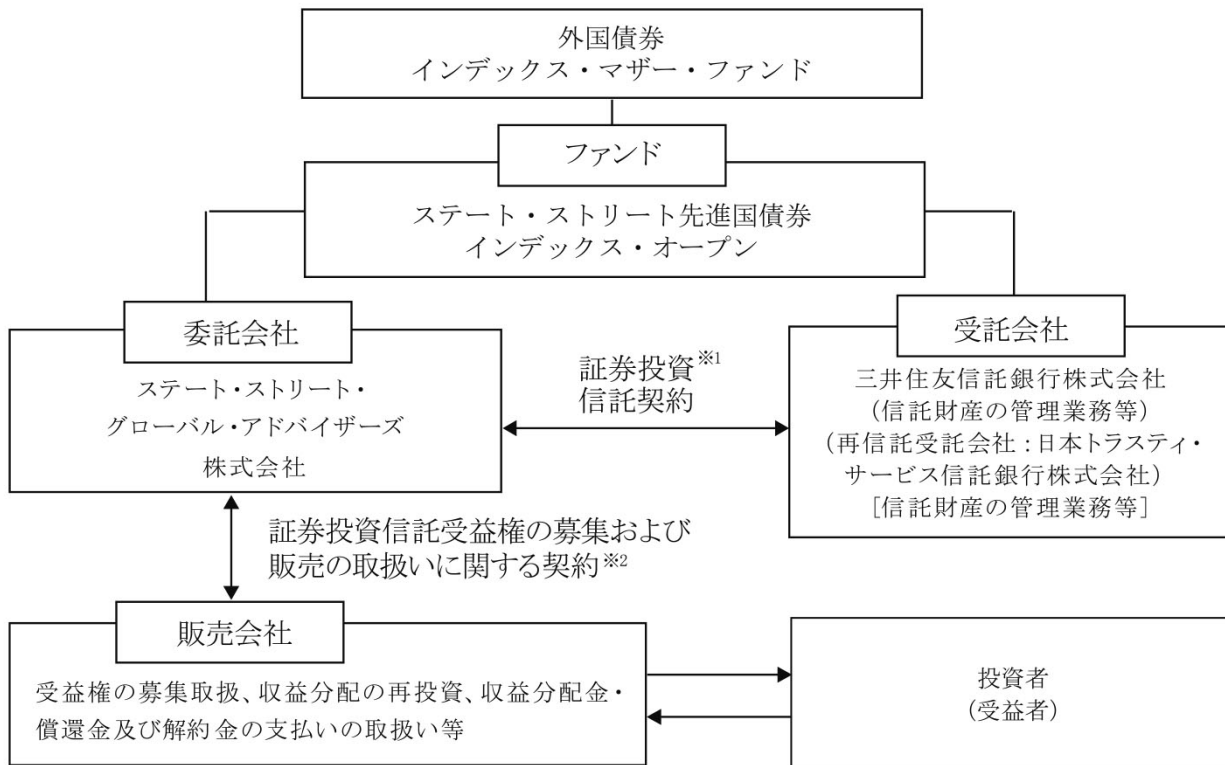 外国債券
インデックス・マザー・ファンド
ファンド
ステート・ストリート先進国債券
インデックス・オープン
委託会社
ステート・ストリート・
グローバル・アドバイザーズ
株式会社
証券投資※1
信託契約
受託会社
三井住友信託銀行株式会社
(信託財産の管理業務等)
(再信託受託会社:日本トラスティ・
サービス信託銀行株式会社)
[信託財産の管理業務等]
証券投資信託受益権の募集および
販売の取扱いに関する契約※2
販売会社
受益権の募集取扱、収益分配の再投資、収益分配金・
償還金及び解約金の支払いの取扱い等
投資者
(受益者)